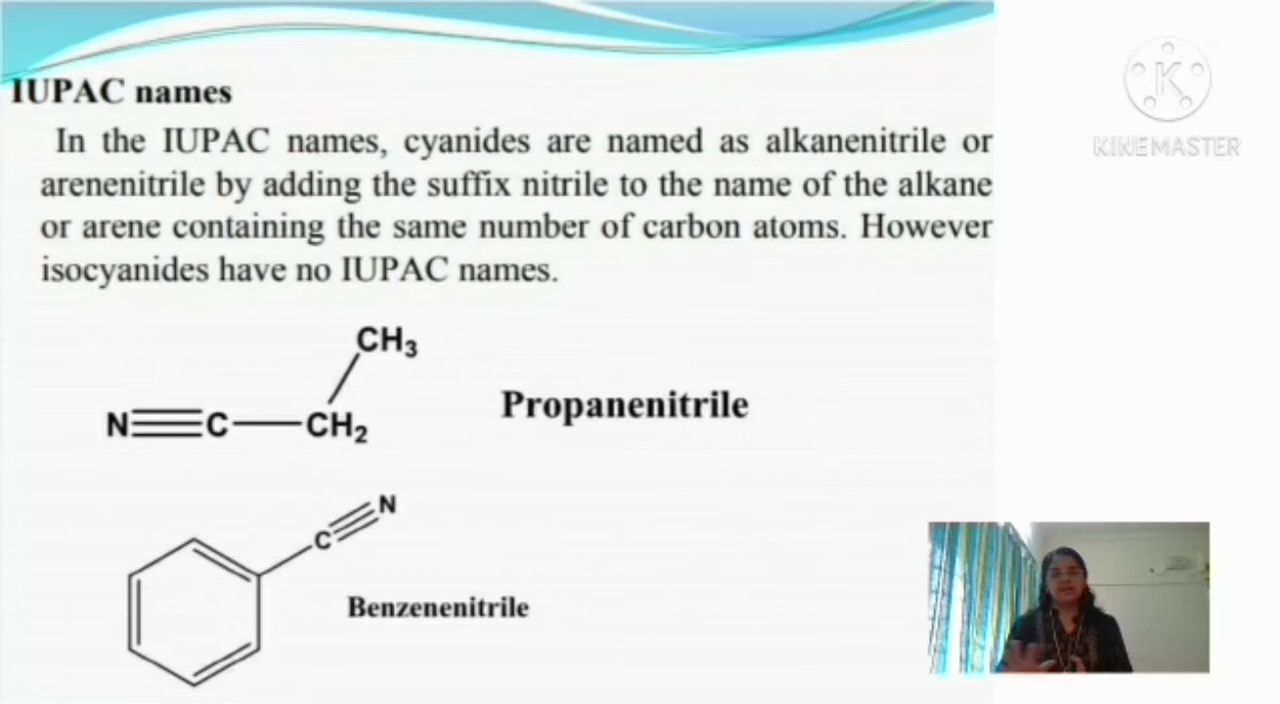 IUPAC names
In the IUPAC names, cyanides are named as alkanenitrile or
arenenitrile by adding the suffix nitrile to the name of the alkane
or arene containing the same number of carbon atoms. However
isocyanides have no IUPAC names.
CH₃
N≡C—CH₂
Propanenitrile
C≡N
Benzenenitrile
K
KINEMASTER